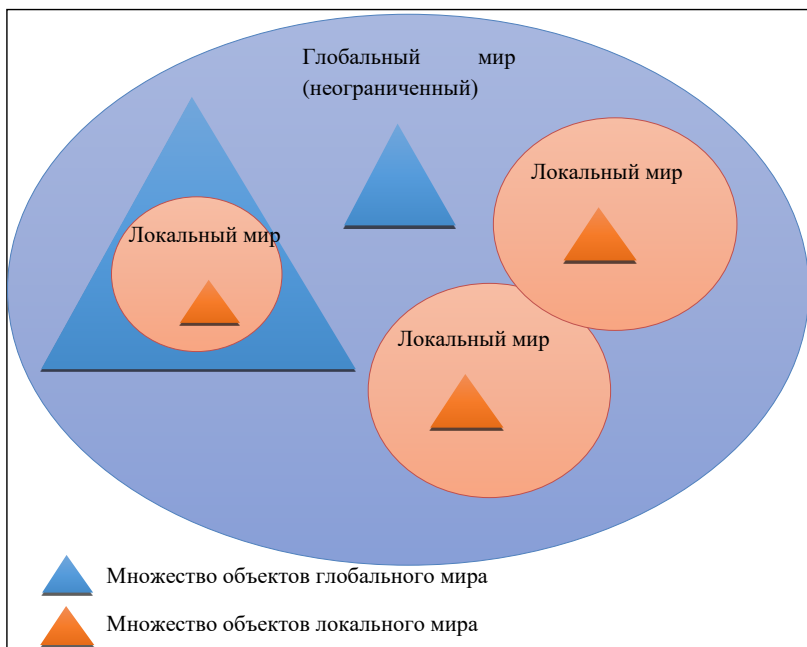 Глобальный мир
(неограниченный)
Локальный мир
Локальный мир
Локальный мир
Множество объектов глобального мира
Множество объектов локального мира